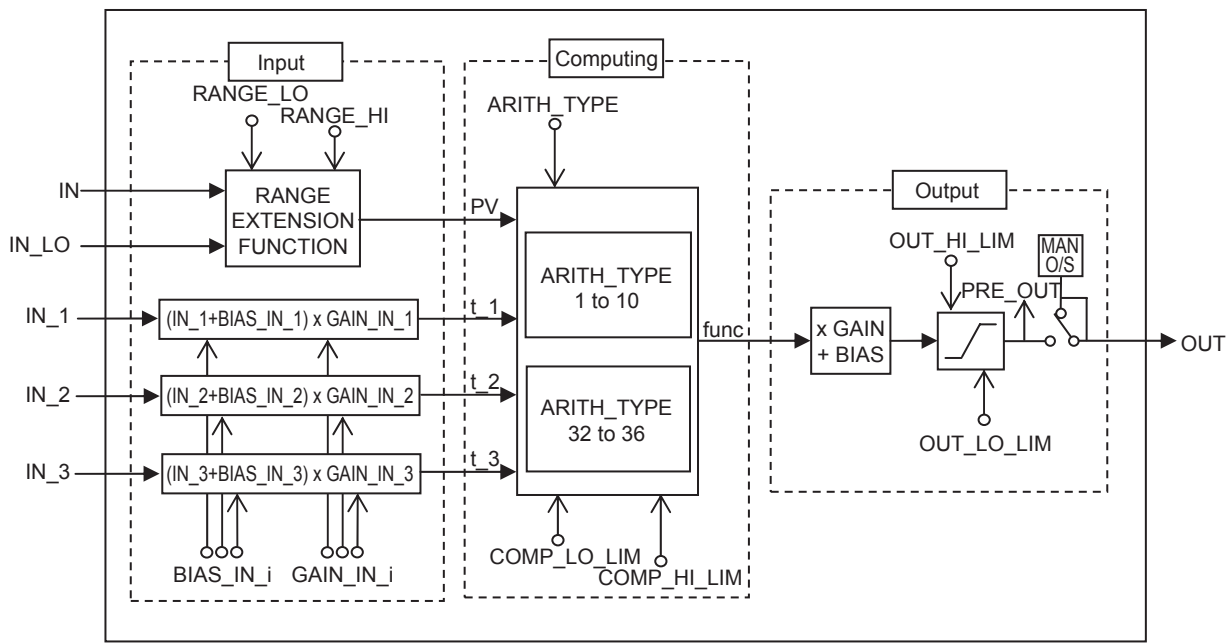 Input
RANGE_LO
RANGE_HI
IN
IN_LO
RANGE
EXTENSION
FUNCTION
IN_1
(IN_1+BIAS_IN_1) x GAIN_IN_1
IN_2
(IN_2+BIAS_IN_2) x GAIN_IN_2
IN_3
(IN_3+BIAS_IN_3) x GAIN_IN_3
BIAS_IN_i
GAIN_IN_i
Computing
ARITH_TYPE
PV
t_1
t_2
t_3
ARITH_TYPE
1 to 10
ARITH_TYPE
32 to 36
COMP_LO_LIM
COMP_HI_LIM
func
Output
x GAIN
+ BIAS
OUT_HI_LIM
PRE_OUT
MAN
O/S
OUT_LO_LIM
OUT